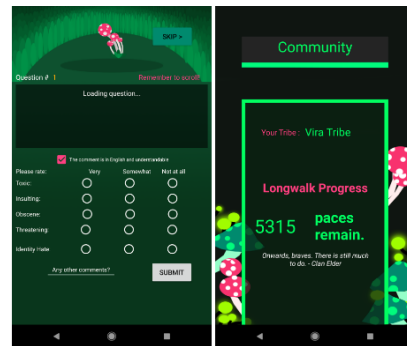 SKIP >
Question # 1 Remember to scroll!
Loading question...
The comment is in English and understandable
Please rate: Very Somewhat Not at all
Toxic:
Insulting:
Obscene:
Threatening:
Identity Hate
Any other comments?
SUBMIT
Community
Your Tribe : Vira Tribe
Longwalk Progress
5315 paces
remain.
Onwards, braves. There is still much
to do. - Clan Elder